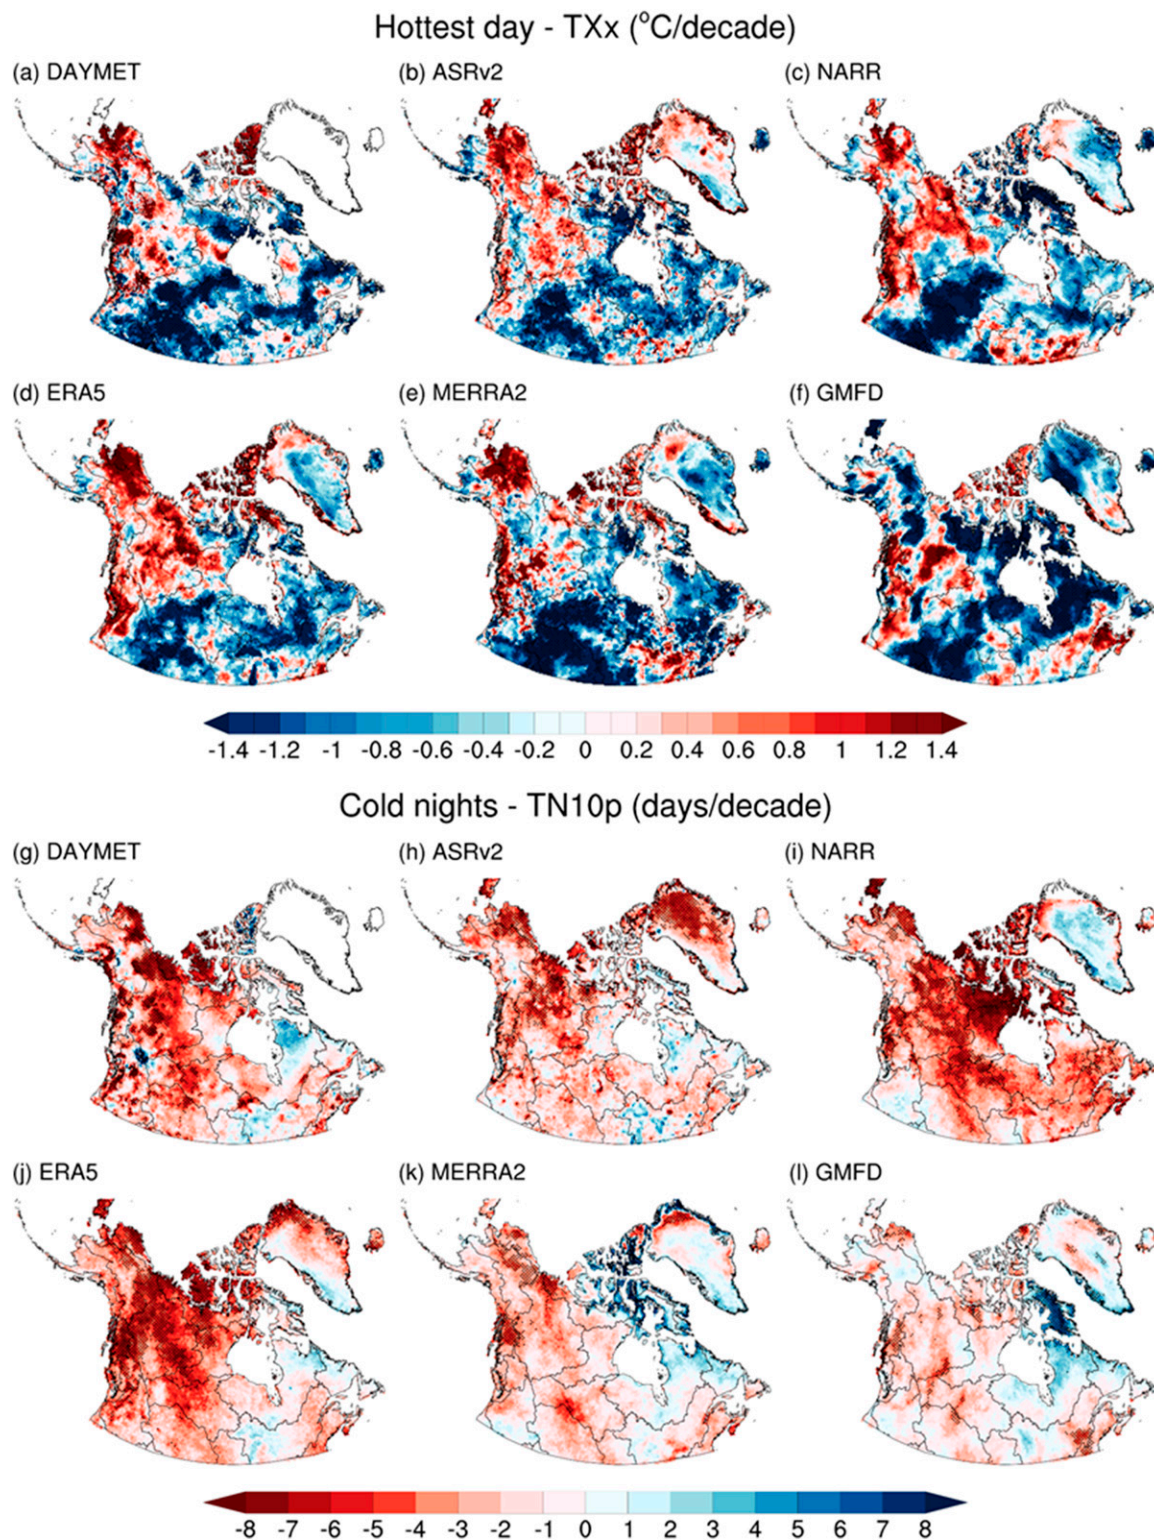 Hottest day - TXx (°C/decade)
(a) DAYMET
(b) ASRv2
(c) NARR
(d) ERA5
(e) MERRA2
(f) GMFD
-1.4 -1.2 -1 -0.8 -0.6 -0.4 -0.2 0 0.2 0.4 0.6 0.8 1 1.2 1.4
Cold nights - TN10p (days/decade)
(g) DAYMET
(h) ASRv2
(i) NARR
(j) ERA5
(k) MERRA2
(l) GMFD
-8 -7 -6 -5 -4 -3 -2 -1 0 1 2 3 4 5 6 7 8